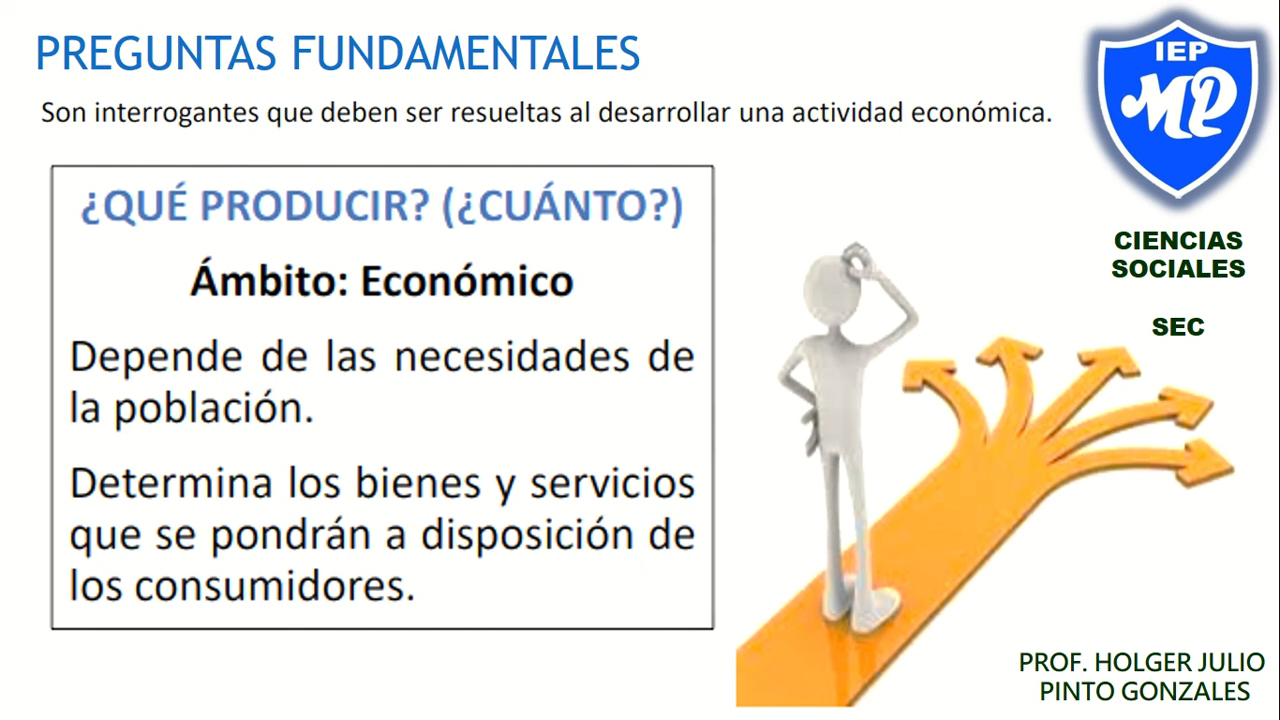 PREGUNTAS FUNDAMENTALES
Son interrogantes que deben ser resueltas al desarrollar una actividad económica.
¿QUÉ PRODUCIR? (¿CUÁNTO?)
Ámbito: Económico
Depende de las necesidades de
la población.
Determina los bienes y servicios
que se pondrán a disposición de
los consumidores.
IEP
MP
CIENCIAS
SOCIALES
SEC
PROF. HOLGER JULIO
PINTO GONZALES